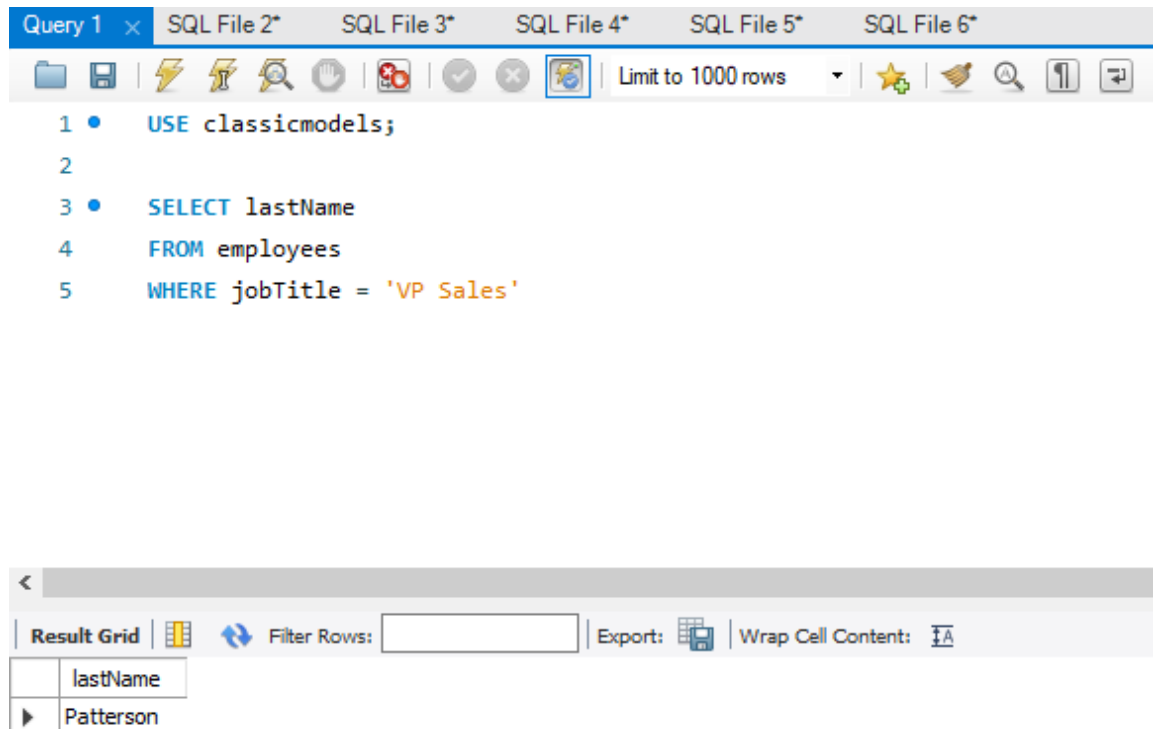 Query 1 × SQL File 2* SQL File 3* SQL File 4* SQL File 5* SQL File 6*
Limit to 1000 rows
1 USE classicmodels;
2
3 SELECT lastName
4 FROM employees
5 WHERE jobTitle = 'VP Sales'
Result Grid Filter Rows: Export: Wrap Cell Content: IA
lastName
Patterson